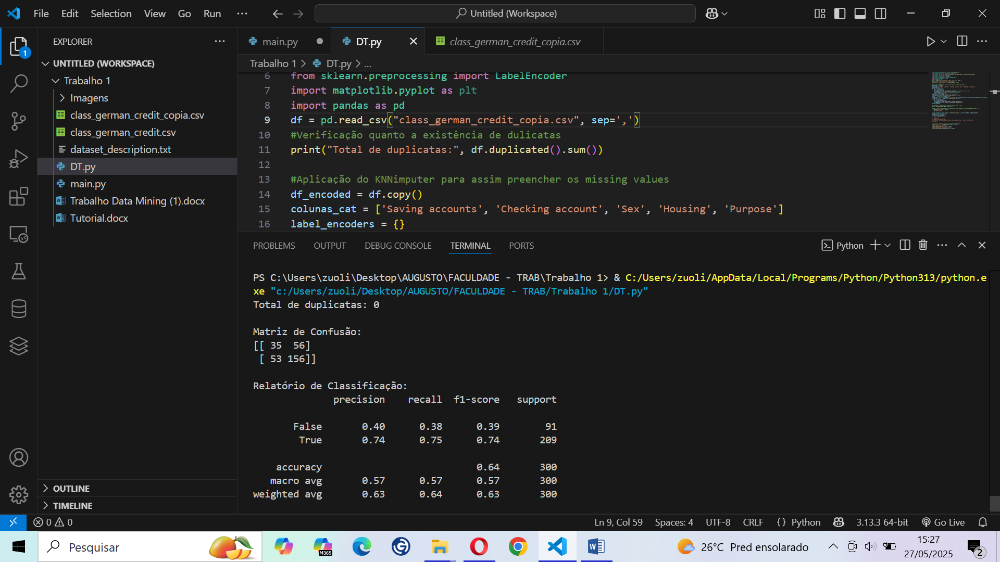 File Edit Selection View Go Run ··· Untitled (Workspace)
EXPLORER
UNTITLED (WORKSPACE)
Trabalho 1
Imagens
class_german_credit_copia.csv
class_german_credit.csv
dataset_description.txt
DT.py
main.py
Trabalho Data Mining (1).docx
Tutorial.docx
OUTLINE
TIMELINE
1
main.py DT.py class_german_credit_copia.csv
Trabalho 1 > DT.py > ...
6 from sklearn.preprocessing import LabelEncoder
7 import matplotlib.pyplot as plt
8 import pandas as pd
9 df = pd.read_csv("class_german_credit_copia.csv", sep=',')
10 #Verificação quanto a existência de dulicatas
11 print("Total de duplicatas:", df.duplicated().sum())
12
13 #Aplicação do KNNimputer para assim preencher os missing values
14 df_encoded = df.copy()
15 colunas_cat = ['Saving accounts', 'Checking account', 'Sex', 'Housing', 'Purpose']
16 label_encoders = {}
PROBLEMS OUTPUT DEBUG CONSOLE TERMINAL PORTS Python
PS C:\Users\zuoli\Desktop\AUGUSTO\FACULDADE - TRAB\Trabalho 1> & C:/Users/zuoli/AppData/Local/Programs/Python/Python313/python.e
xe "c:/Users/zuoli/Desktop/AUGUSTO/FACULDADE - TRAB/Trabalho 1/DT.py"
Total de duplicatas: 0
Matriz de Confusão:
[[ 35  56]
 [ 53 156]]
Relatório de Classificação:
precision recall f1-score support
False 0.40 0.38 0.39 91
True 0.74 0.75 0.74 209
accuracy 0.64 300
macro avg 0.57 0.57 0.57 300
weighted avg 0.63 0.64 0.63 300
0 0 Ln 9, Col 59 Spaces: 4 UTF-8 CRLF {} Python 3.13.3 64-bit Go Live
Pesquisar M365 26°C Pred ensolarado 15:27
27/05/2025 2